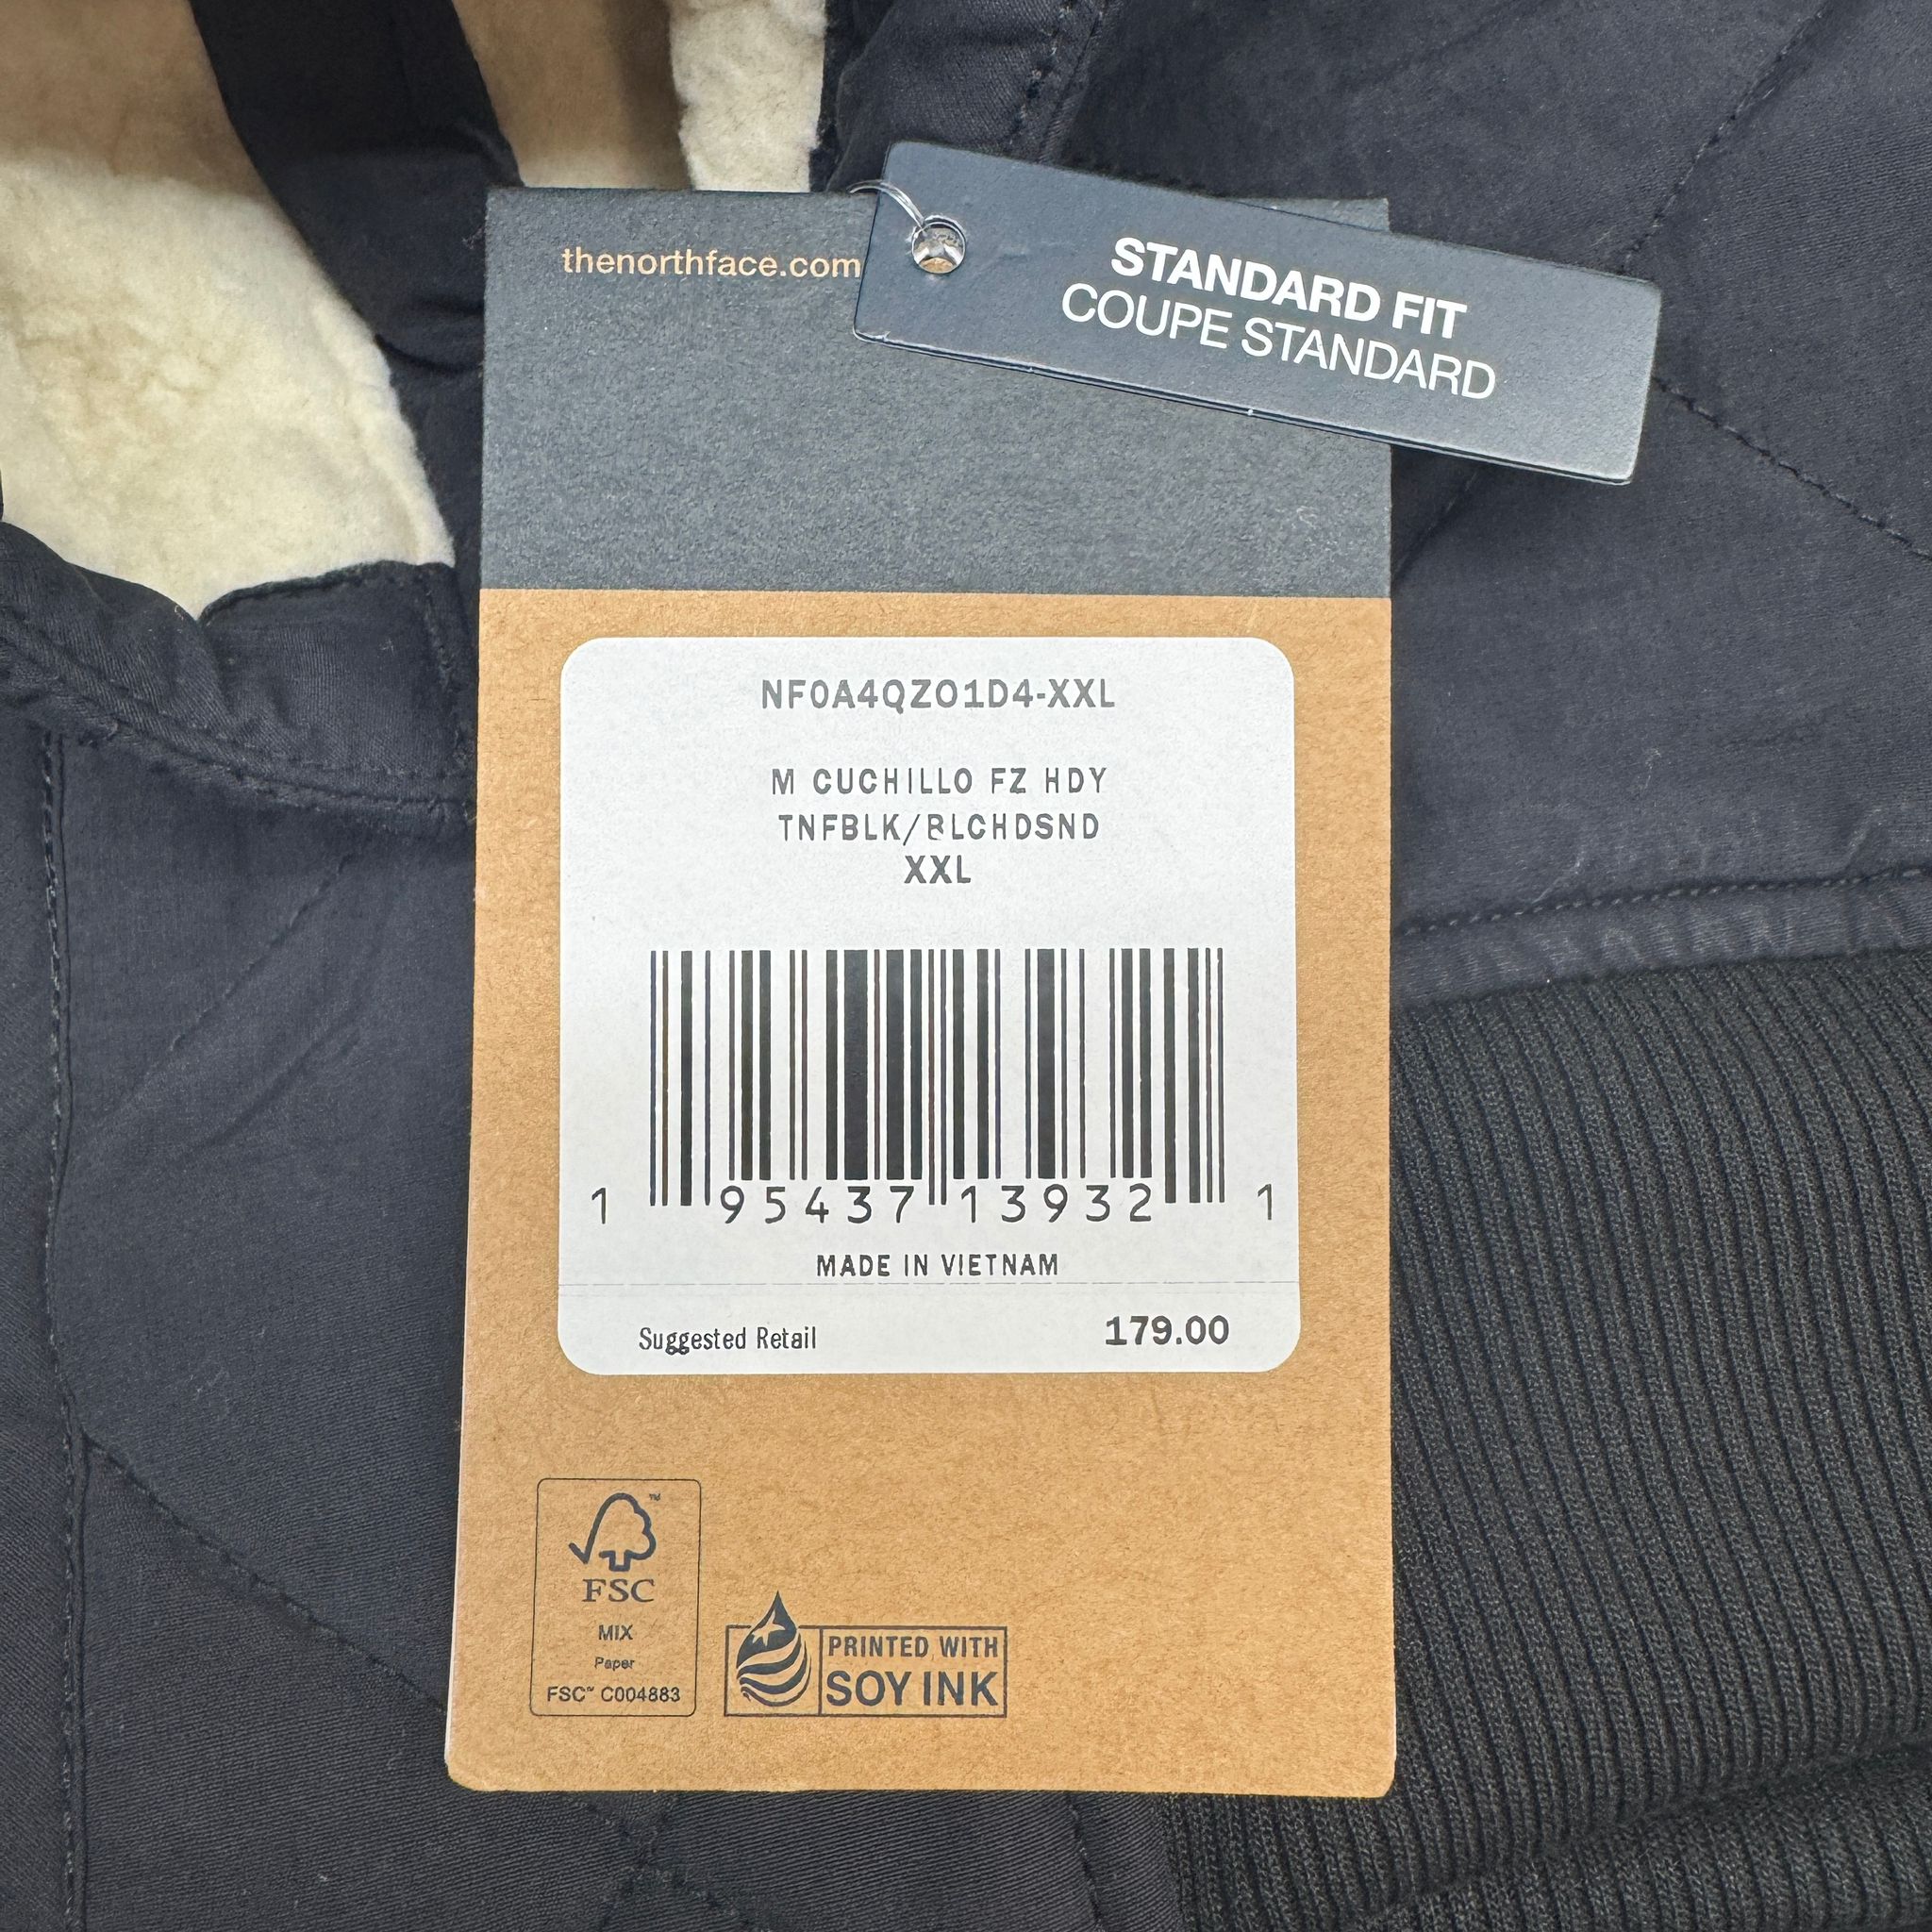 thenorthface.com
STANDARD FIT
COUPE STANDARD
NF0A4QZO1D4-XXL
M CUCHILLO FZ HDY
TNFBLK/BLCHDSND
XXL
1 95437 13932 1
MADE IN VIETNAM
Suggested Retail 179.00
FSC
MIX
Paper
FSC™ C004883
PRINTED WITH
SOY INK